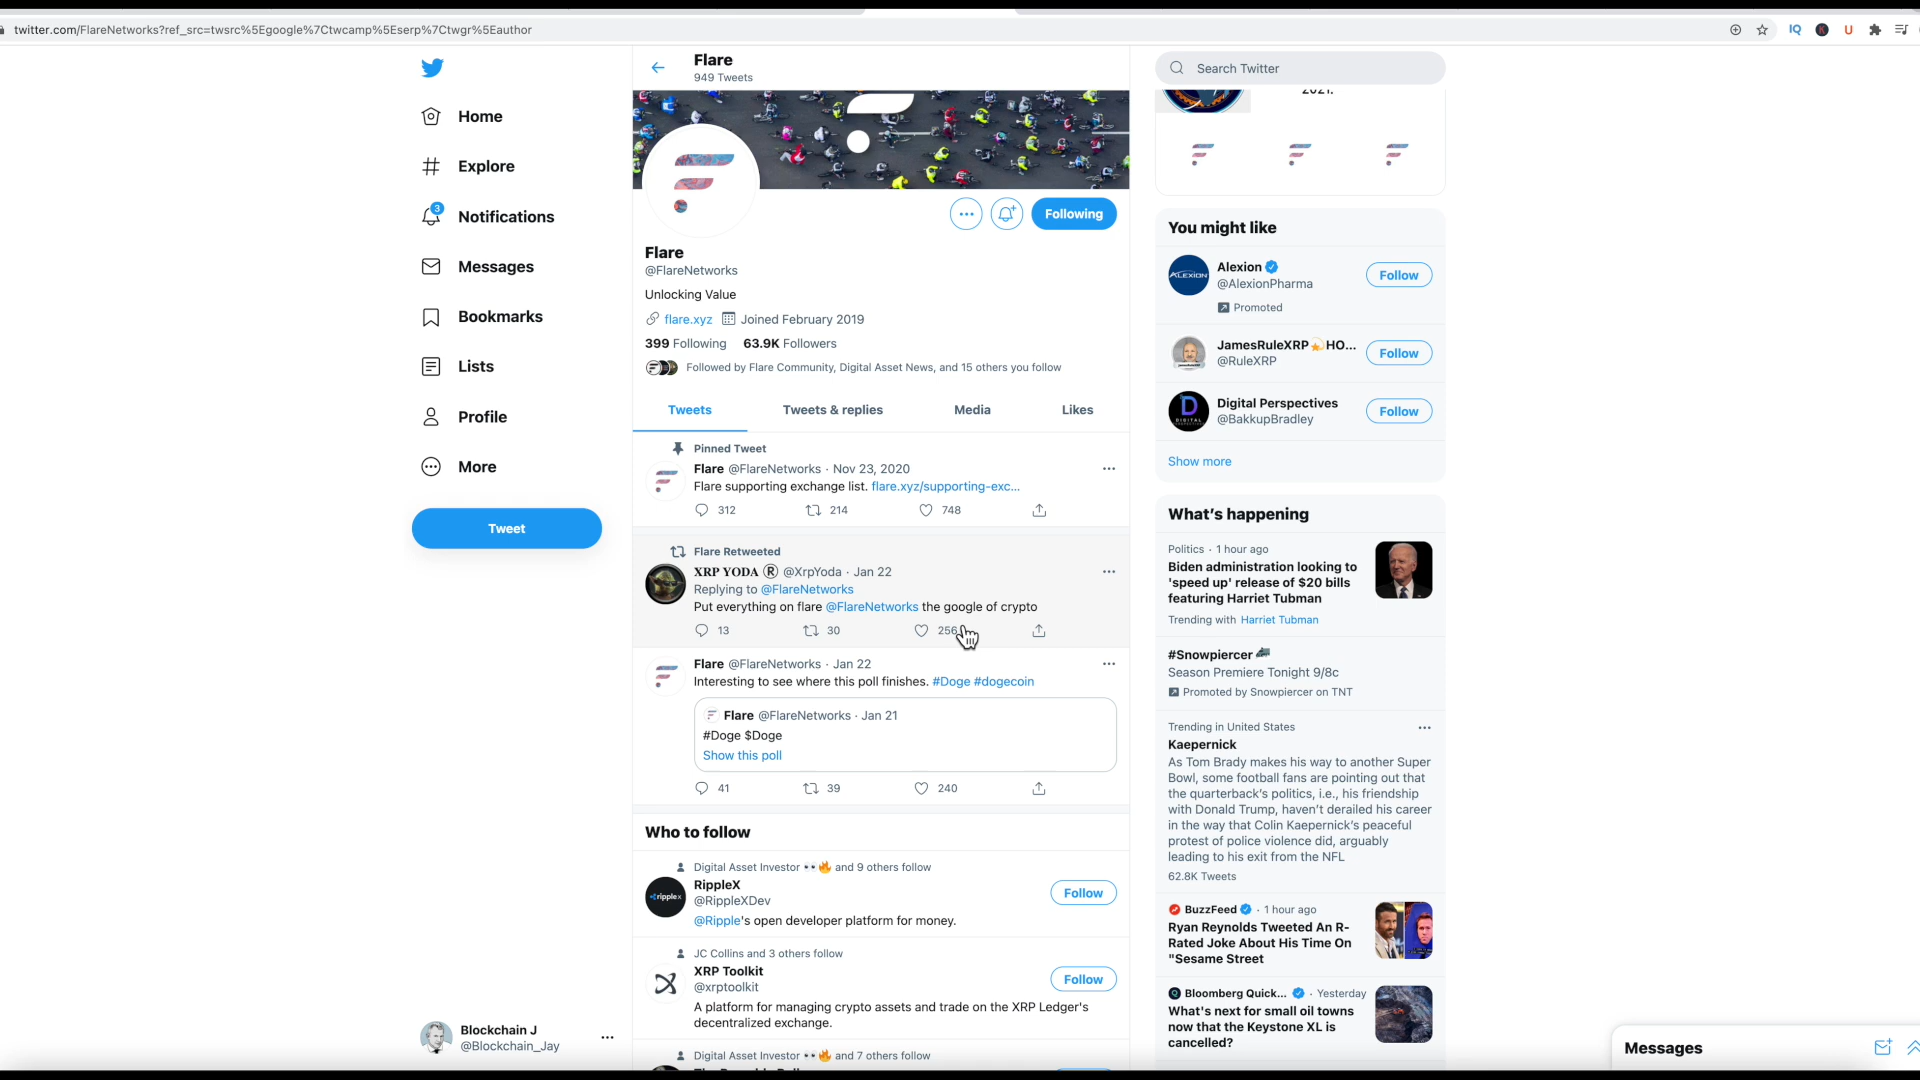 twitter.com/FlareNetworks?ref_src=twsrc%5Egoogle%7Ctwcamp%5Eserp%7Ctwgr%5Eauthor
IQ
U
Home
Explore
3
Notifications
Messages
Bookmarks
Lists
Profile
More
Tweet
Blockchain J
@Blockchain_Jay
Flare
949 Tweets
Following
Flare
@FlareNetworks
Unlocking Value
flare.xyz Joined February 2019
399 Following 63.9K Followers
Followed by Flare Community, Digital Asset News, and 15 others you follow
Tweets Tweets & replies Media Likes
Pinned Tweet
Flare @FlareNetworks · Nov 23, 2020
Flare supporting exchange list. flare.xyz/supporting-exc...
312 214 748
Flare Retweeted
XRP YODA Ⓡ @XrpYoda · Jan 22
Replying to @FlareNetworks
Put everything on flare @FlareNetworks the google of crypto
13 30 256
Flare @FlareNetworks · Jan 22
Interesting to see where this poll finishes. #Doge #dogecoin
Flare @FlareNetworks · Jan 21
#Doge $Doge
Show this poll
41 39 240
Who to follow
Digital Asset Investor 👀🔥 and 9 others follow
RippleX
@RippleXDev
Follow
@Ripple's open developer platform for money.
JC Collins and 3 others follow
XRP Toolkit
@xrptoolkit
Follow
A platform for managing crypto assets and trade on the XRP Ledger's
decentralized exchange.
Digital Asset Investor 👀🔥 and 7 others follow
Search Twitter
2021.
You might like
ALEXION
Alexion
@AlexionPharma
Follow
Promoted
JamesRuleXRP💫HO...
@RuleXRP
Follow
Digital Perspectives
@BakkupBradley
Follow
Show more
What's happening
Politics · 1 hour ago
Biden administration looking to
'speed up' release of $20 bills
featuring Harriet Tubman
Trending with Harriet Tubman
#Snowpiercer
Season Premiere Tonight 9/8c
Promoted by Snowpiercer on TNT
Trending in United States
Kaepernick
As Tom Brady makes his way to another Super
Bowl, some football fans are pointing out that
the quarterback's politics, i.e., his friendship
with Donald Trump, haven't derailed his career
in the way that Colin Kaepernick's peaceful
protest of police violence did, arguably
leading to his exit from the NFL
62.8K Tweets
BuzzFeed · 1 hour ago
Ryan Reynolds Tweeted An R-
Rated Joke About His Time On
"Sesame Street
Bloomberg Quick... · Yesterday
What's next for small oil towns
now that the Keystone XL is
cancelled?
Messages